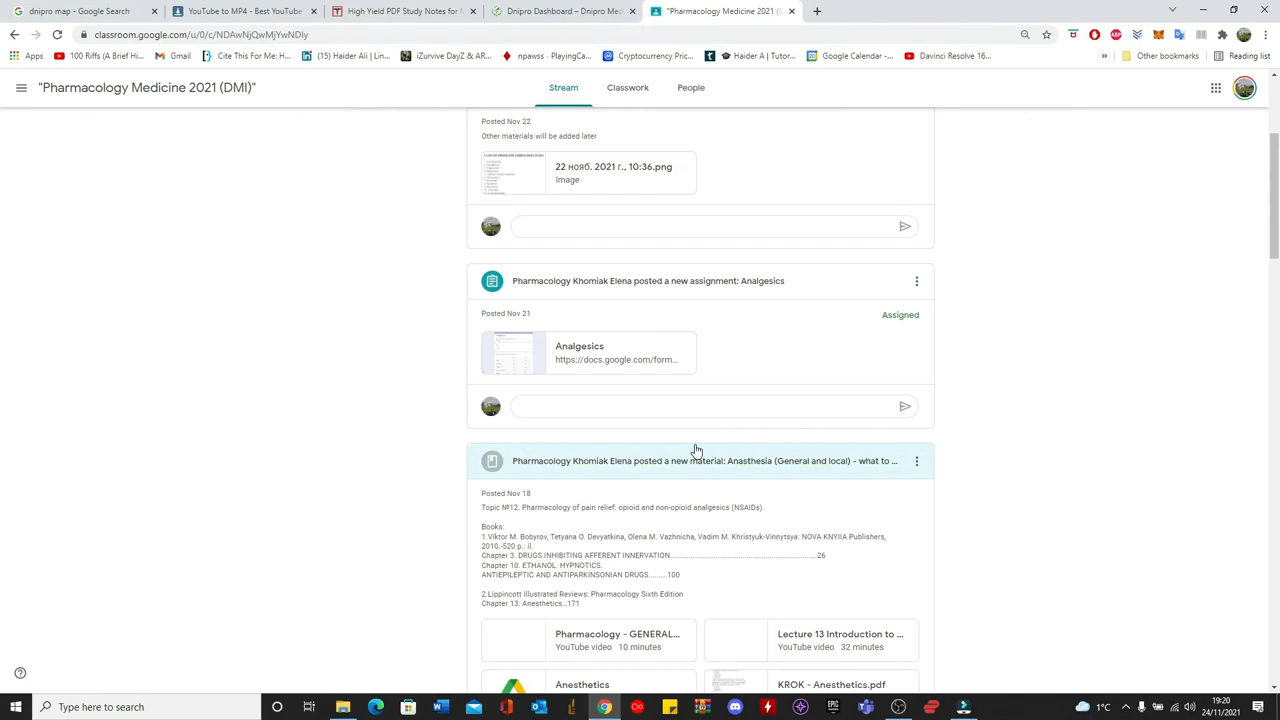 dnipro map - Google Search
YouTube to MP4 - Best YouTube
High Yield PDF Study Notes for
Dnipro Dashboard – Dnipro Med
"Pharmacology Medicine 2021 (D
classroom.google.com/u/0/c/NDAwNjQwMjYwNDIy
Apps
100 Riffs (A Brief Hi...
Gmail
Cite This For Me: H...
(10) Haider Ali | Lin...
iZurvive DayZ & AR...
npawss - PlayingCa...
Cryptocurrency Pric...
Haider A | Tutor...
Google Calendar -...
Davinci Resolve 16...
»
Other bookmarks
Reading list
"Pharmacology Medicine 2021 (DMI)"
Stream
Classwork
People
Posted Nov 22
Other materials will be added later
22 нояб. 2021 г., 10:36.png
Image
Pharmacology Khomiak Elena posted a new assignment: Analgesics
Posted Nov 21
Assigned
Analgesics
https://docs.google.com/form...
Pharmacology Khomiak Elena posted a new material: Anasthesia (General and local) - what to ...
Posted Nov 18
Topic №12. Pharmacology of pain relief: opioid and non-opioid analgesics (NSAIDs).
Books:
1.Viktor M. Bobyrov, Tetyana O. Devyatkina, Olena M. Vazhnicha, Vadim M. Khristyuk-Vinnytsya: NOVA KNYIIA Publishers,
2010.-520 p.: il.
Chapter 3. DRUGS INHIBITING AFFERENT INNERVATION.................................................................26
Chapter 10. ETHANOL. HYPNOTICS.
ANTIEPILEPTIC AND ANTIPARKINSONIAN DRUGS.........100
2.Lippincott Illustrated Reviews: Pharmacology Sixth Edition
Chapter 13: Anesthetics...171
Pharmacology - GENERAL...
YouTube video 10 minutes
Lecture 13 Introduction to ...
YouTube video 32 minutes
Anesthetics
KROK - Anesthetics.pdf
Type here to search
1°C
19:20
24/11/2021